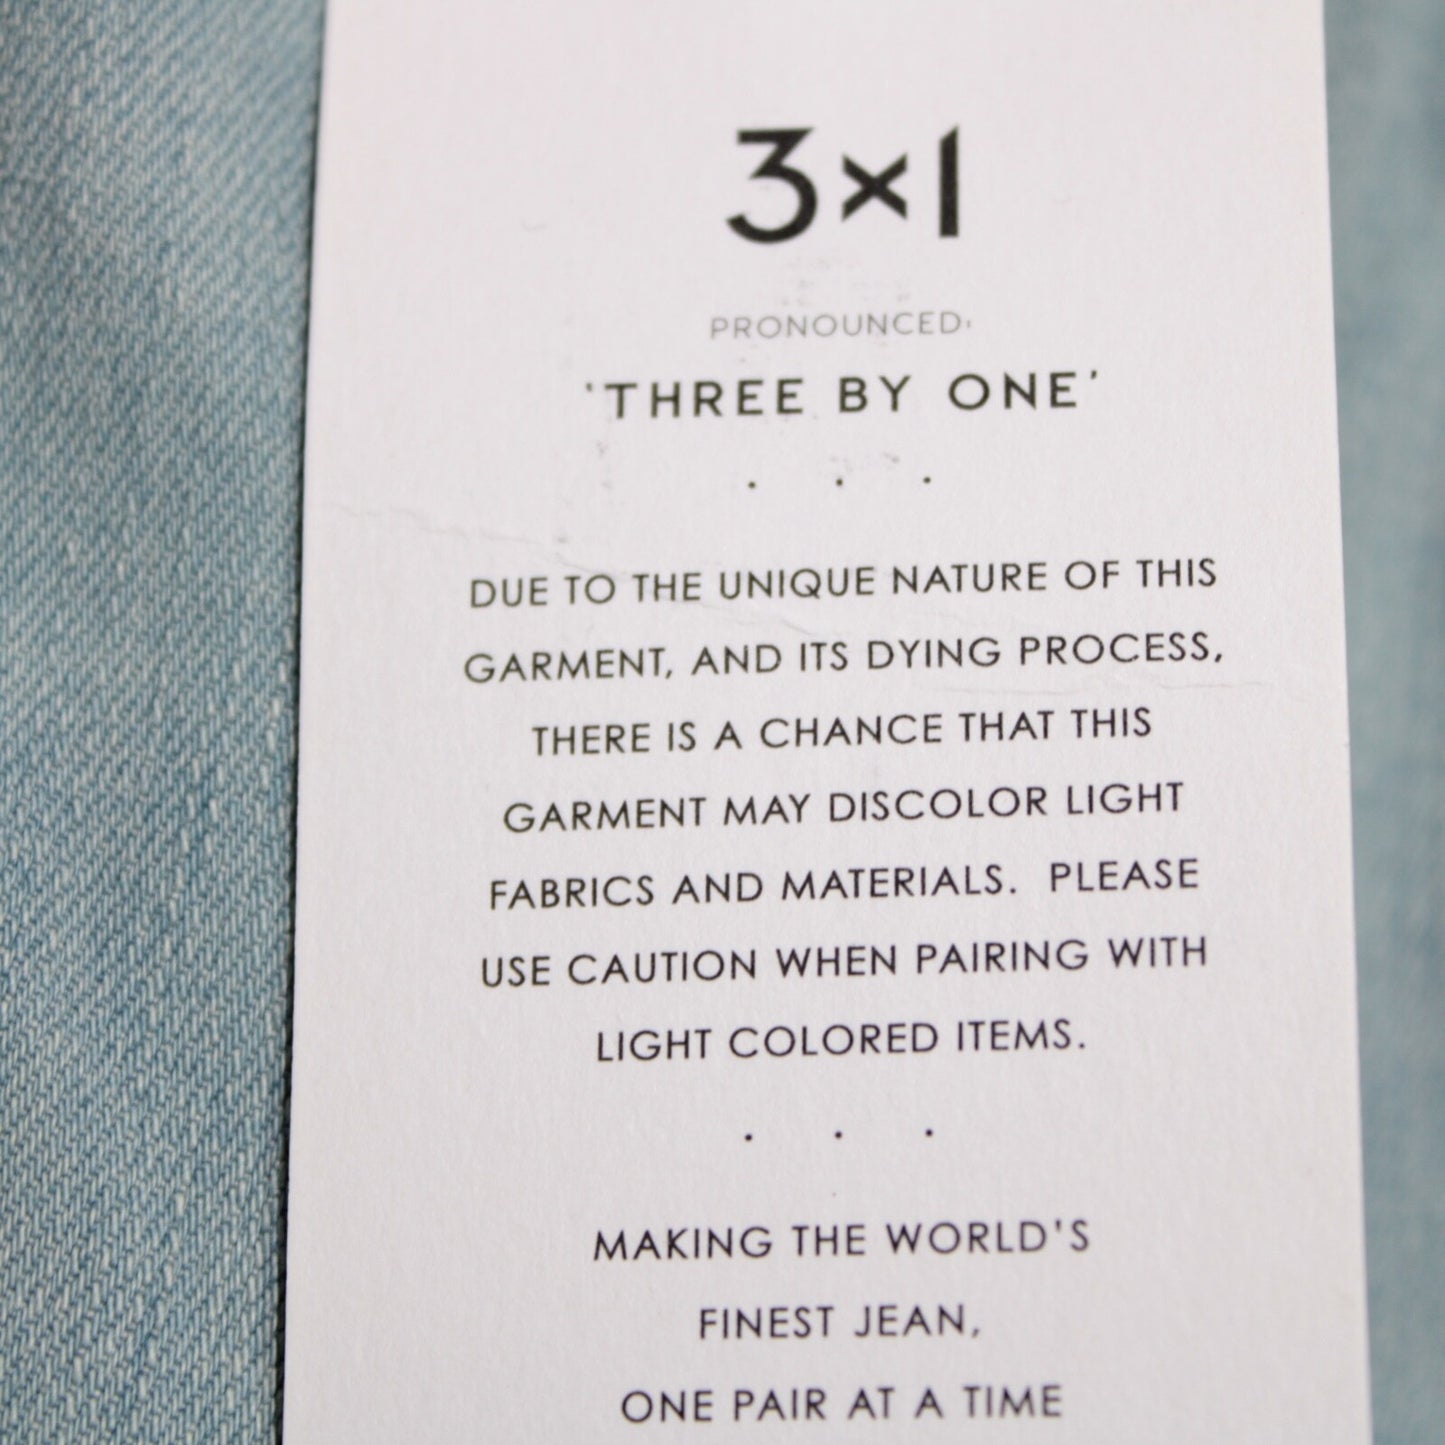 3×1
PRONOUNCED:
'THREE BY ONE'
. . .
DUE TO THE UNIQUE NATURE OF THIS
GARMENT, AND ITS DYING PROCESS,
THERE IS A CHANCE THAT THIS
GARMENT MAY DISCOLOR LIGHT
FABRICS AND MATERIALS. PLEASE
USE CAUTION WHEN PAIRING WITH
LIGHT COLORED ITEMS.
. . .
MAKING THE WORLD'S
FINEST JEAN,
ONE PAIR AT A TIME